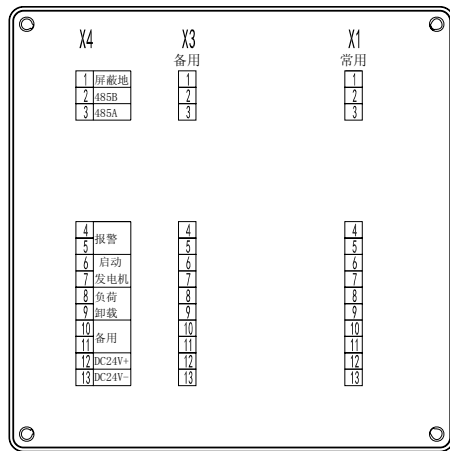 X4 X3 X1
备用 常用
1 屏蔽地 1 1
2 485B 2 2
3 485A 3 3
4 报警 4 4
5 5 5
6 启动 6 6
7 发电机 7 7
8 负荷 8 8
9 卸载 9 9
10 备用 10 10
11 11 11
12 DC24V+ 12 12
13 DC24V- 13 13